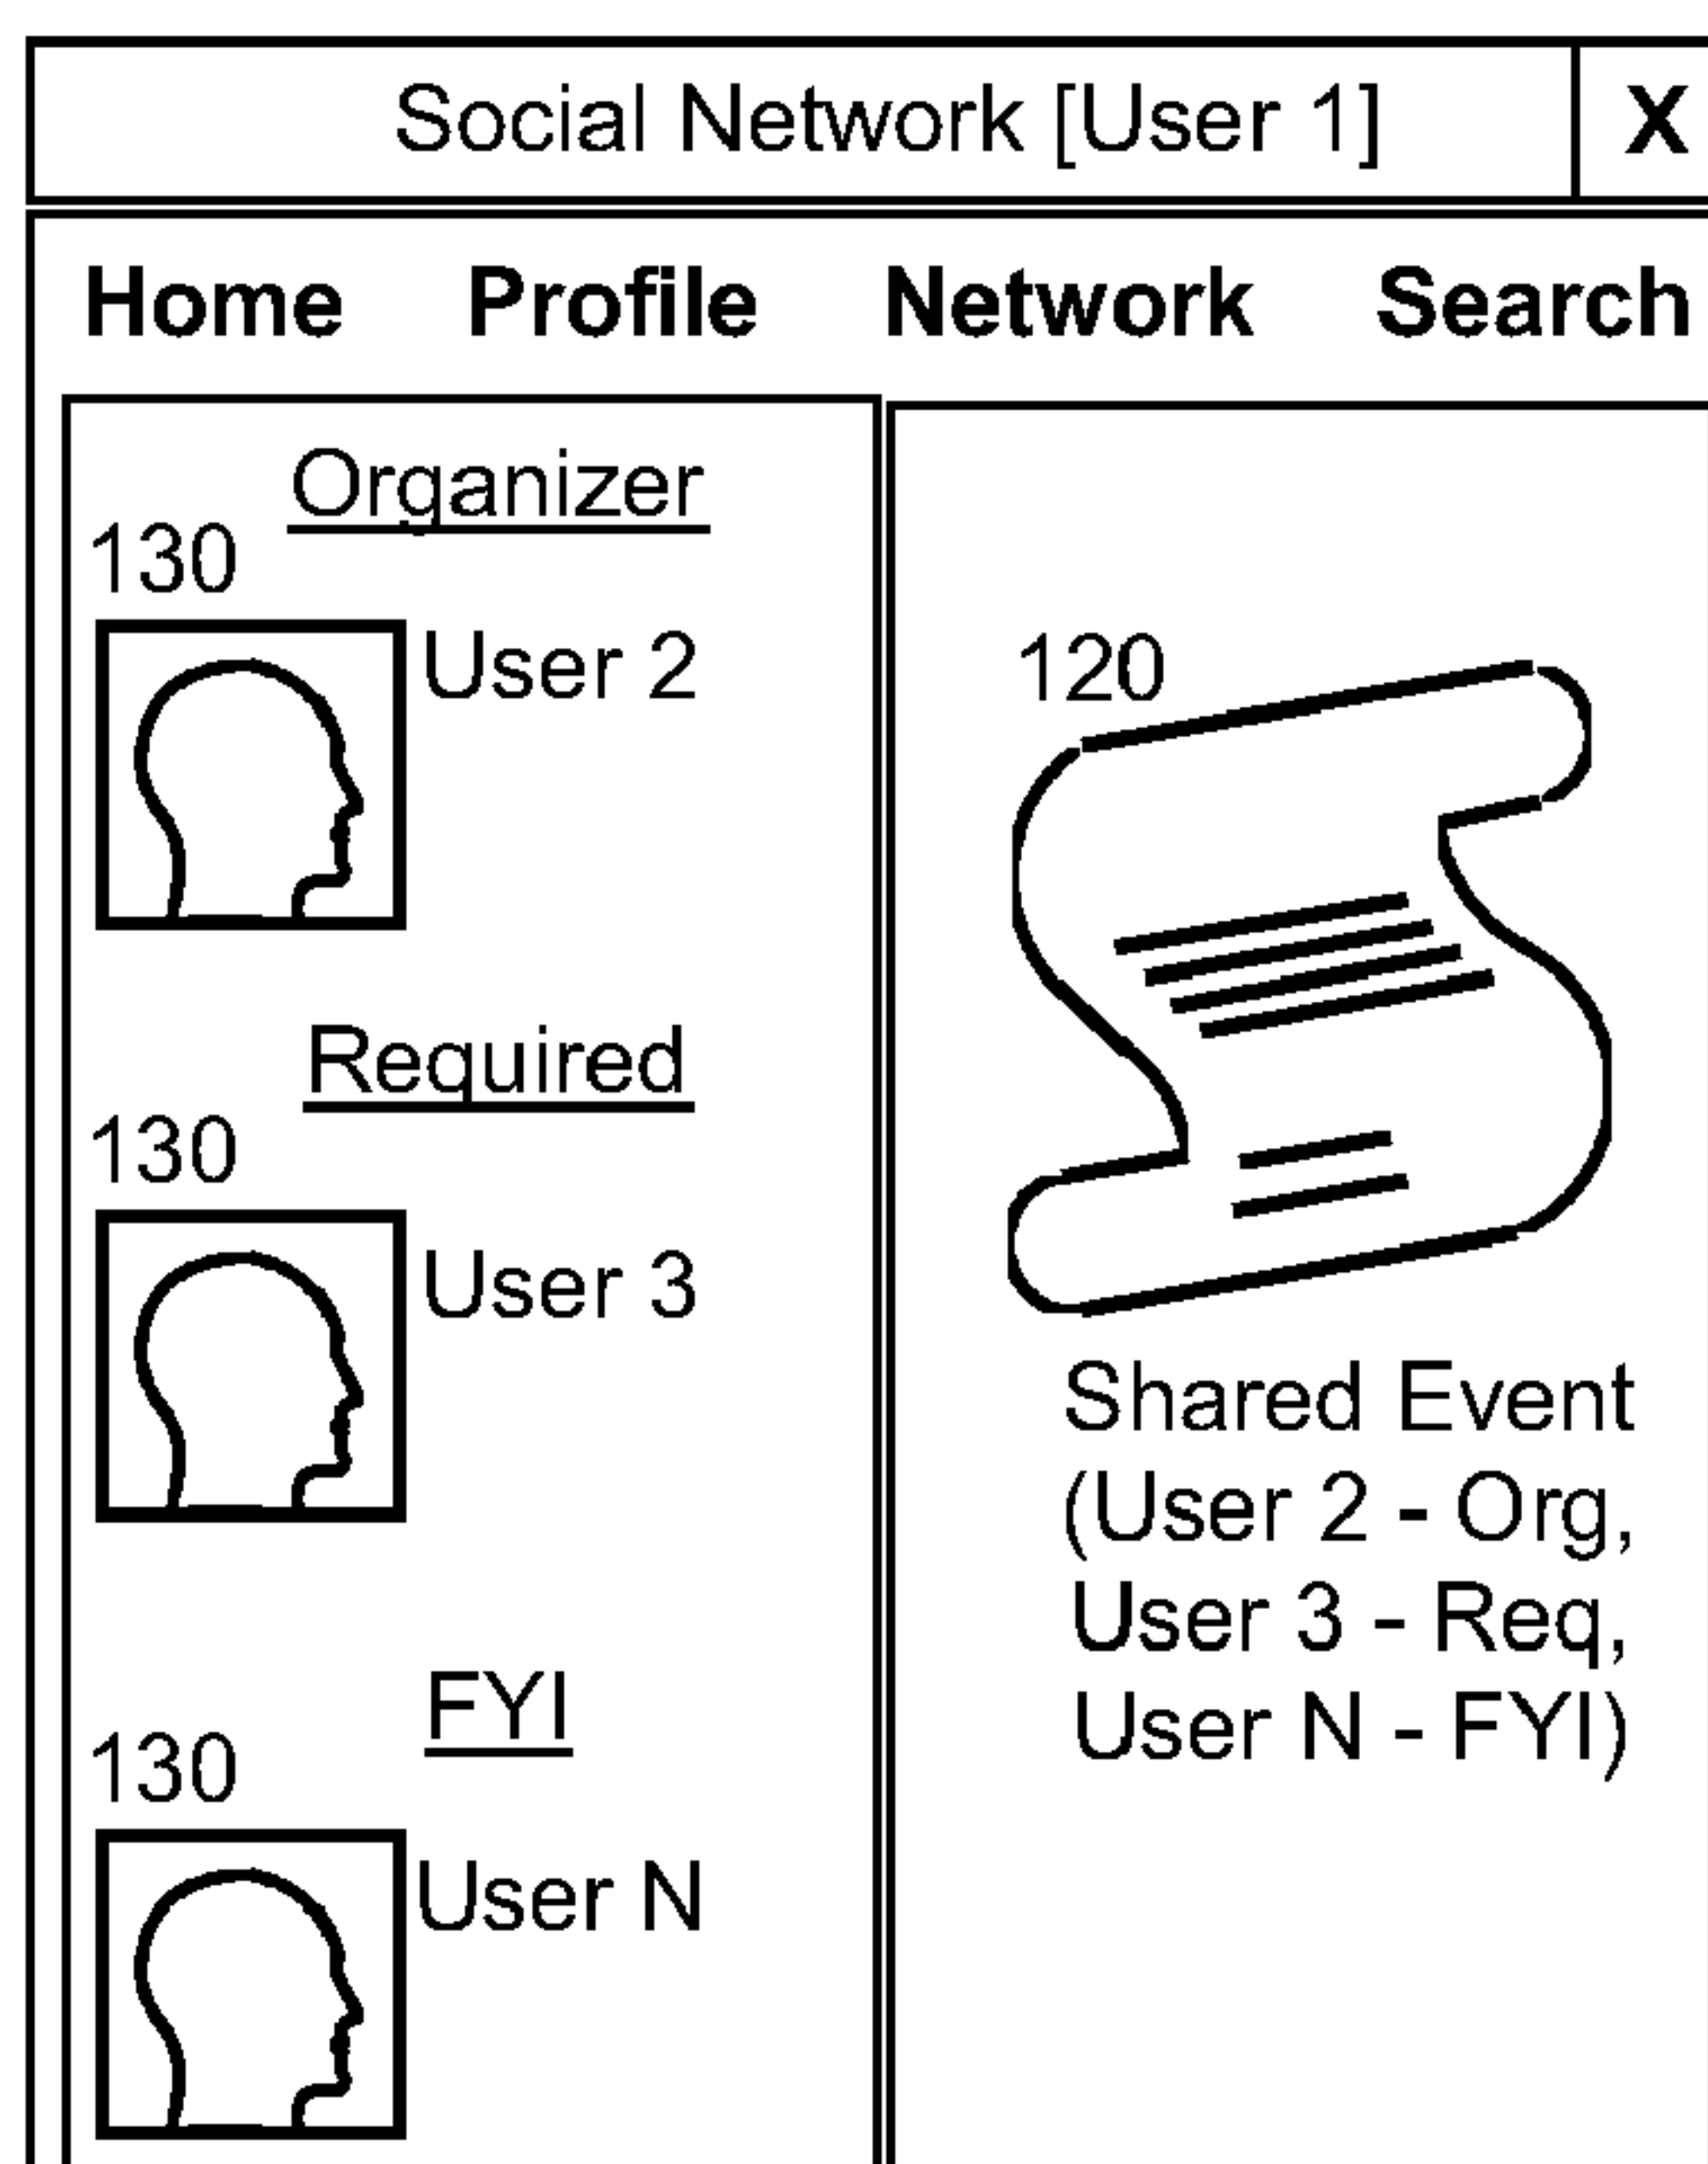 Social Network [User 1] X
Home Profile Network Search
Organizer
130
User 2
Required
130
User 3
FYI
130
User N
120
Shared Event
(User 2 - Org,
User 3 - Req,
User N - FYI)